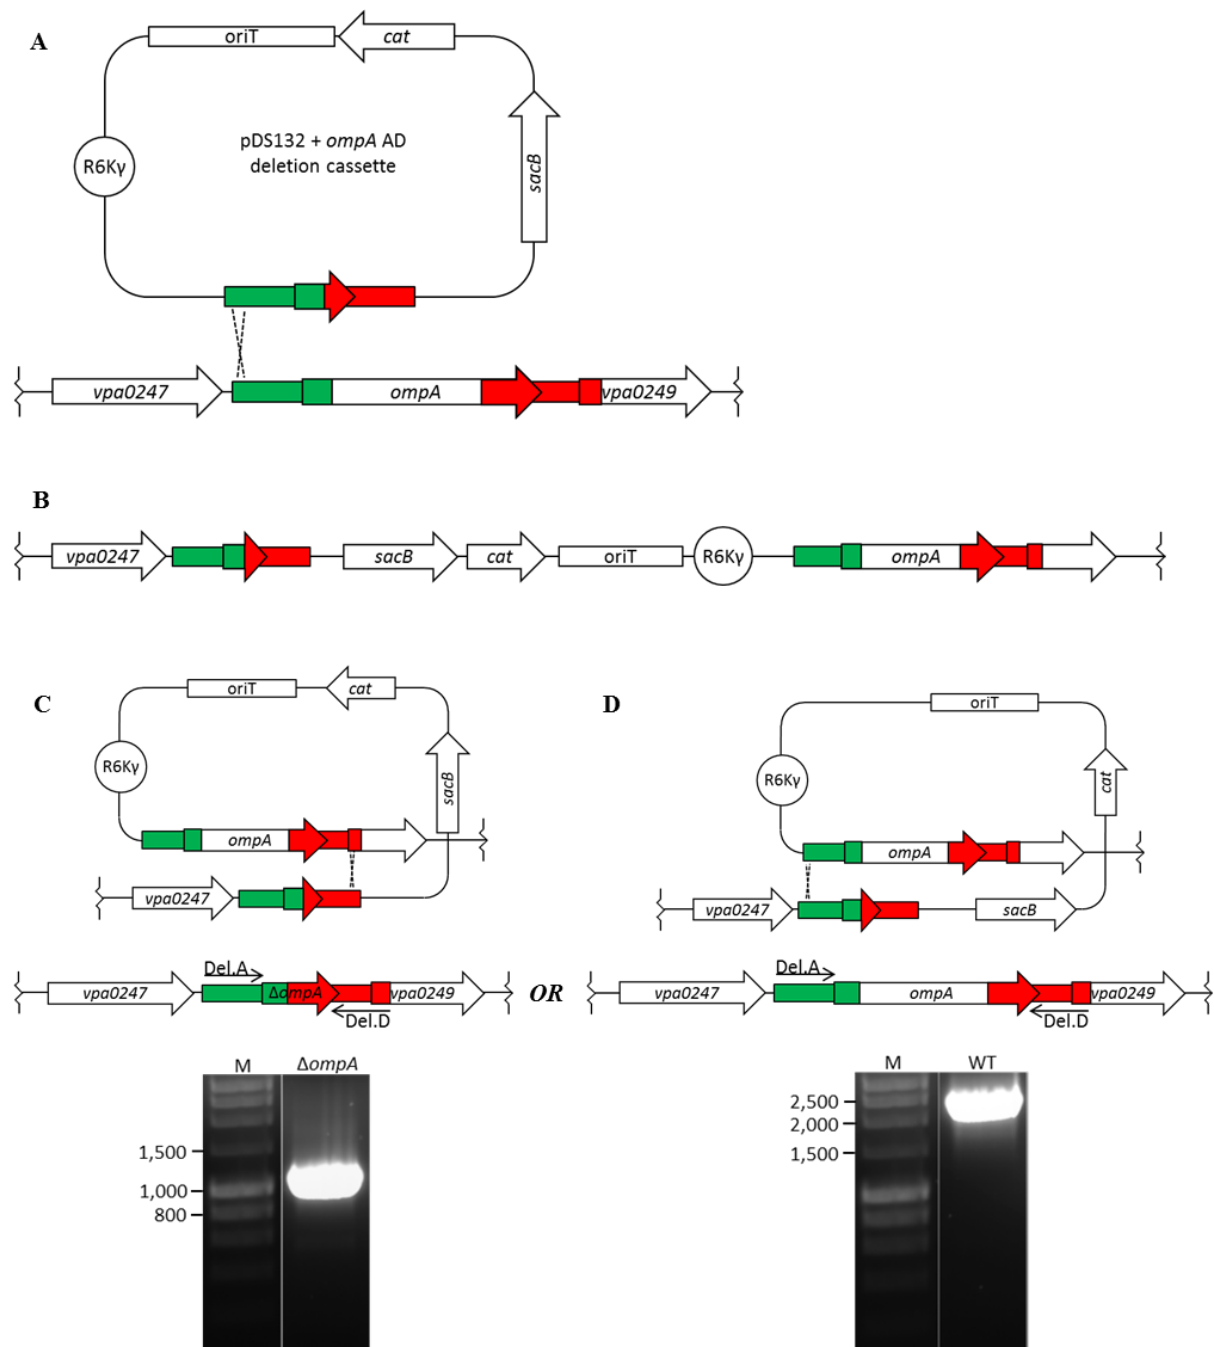 A
oriT
cat
pDS132 + ompA AD
deletion cassette
R6Kγ
sacB
vpa0247
ompA
vpa0249
B
vpa0247
sacB
cat
oriT
R6Kγ
ompA
C
oriT
cat
R6Kγ
sacB
ompA
vpa0247
Del.A
vpa0247
ΔompA
vpa0249
Del.D
M
ΔompA
1,500
1,000
800
OR
D
oriT
R6Kγ
cat
ompA
vpa0247
sacB
Del.A
vpa0247
ompA
vpa0249
Del.D
M
WT
2,500
2,000
1,500